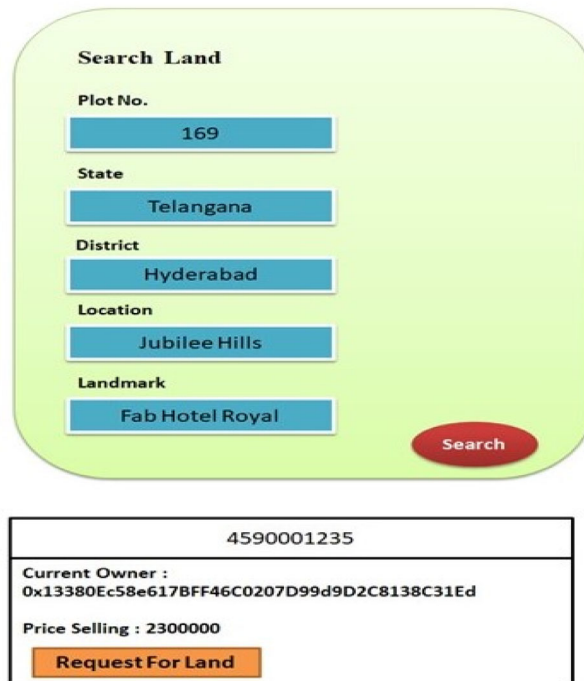 Search Land
Plot No.
169
State
Telangana
District
Hyderabad
Location
Jubilee Hills
Landmark
Fab Hotel Royal
Search
4590001235
Current Owner :
0x13380Ec58e617BFF46C0207D99d9D2C8138C31Ed
Price Selling : 2300000
Request For Land